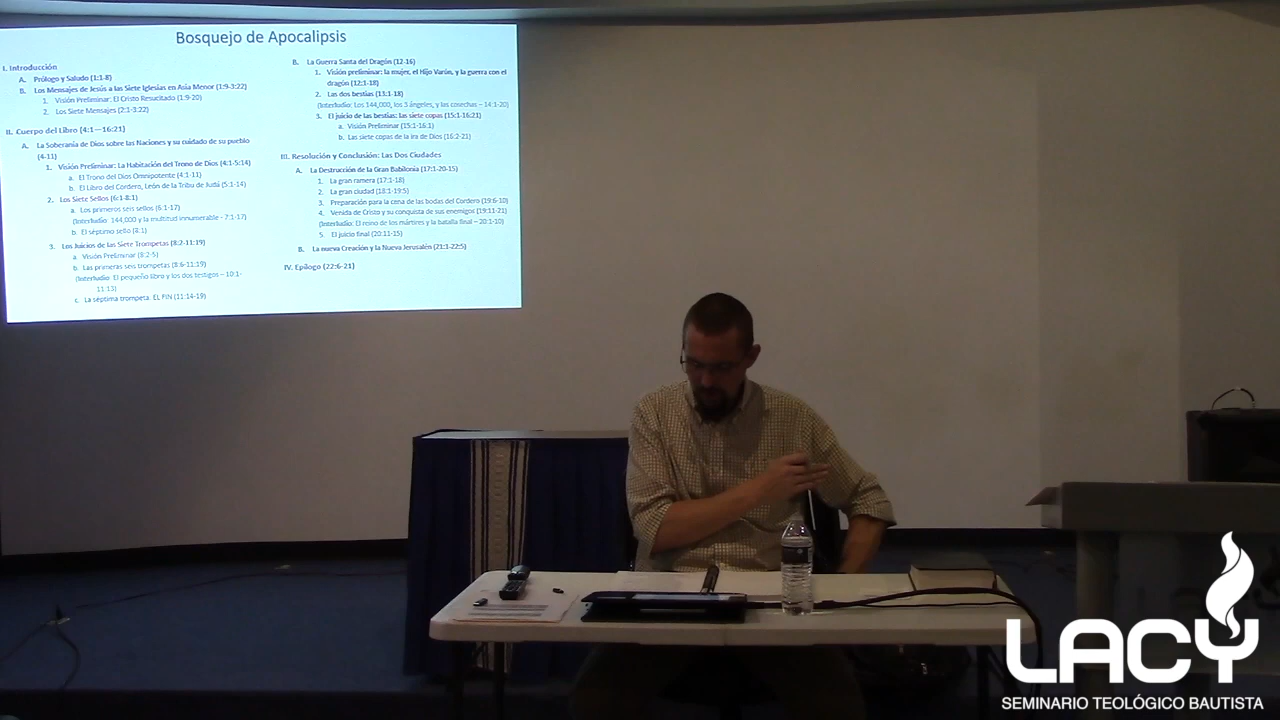 Bosquejo de Apocalipsis
I. Introducción
A. Prólogo y Saludo (1:1-8)
B. Los Mensajes de Jesús a las Siete Iglesias en Asia Menor (1:9-3:22)
1. Visión Preliminar: El Cristo Resucitado (1:9-20)
2. Los Siete Mensajes (2:1-3:22)
II. Cuerpo del Libro (4:1—16:21)
A. La Soberanía de Dios sobre las Naciones y su cuidado de su pueblo
(4-11)
1. Visión Preliminar: La Habitación del Trono de Dios (4:1-5:14)
a. El Trono del Dios Omnipotente (4:1-11)
b. El Libro del Cordero, León de la Tribu de Judá (5:1-14)
2. Los Siete Sellos (6:1-8:1)
a. Los primeros seis sellos (6:1-17)
(Interludio: 144,000 y la multitud innumerable - 7:1-17)
b. El séptimo sello (8:1)
3. Los Juicios de las Siete Trompetas (8:2-11:19)
a. Visión Preliminar (8:2-5)
b. Las primeras seis trompetas (8:6-11:19)
(Interludio: El pequeño libro y los dos testigos – 10:1-
11:13)
c. La séptima trompeta: EL FIN (11:14-19)
B. La Guerra Santa del Dragón (12-16)
1. Visión preliminar: la mujer, el Hijo Varón, y la guerra con el
dragón (12:1-18)
2. Las dos bestias (13:1-18)
(Interludio: Los 144,000, los 3 ángeles, y las cosechas – 14:1-20)
3. El juicio de las bestias: las siete copas (15:1-16:21)
a. Visión Preliminar (15:1-16:1)
b. Las siete copas de la ira de Dios (16:2-21)
III. Resolución y Conclusión: Las Dos Ciudades
A. La Destrucción de la Gran Babilonia (17:1-20-15)
1. La gran ramera (17:1-18)
2. La gran ciudad (18:1-19:5)
3. Preparación para la cena de las bodas del Cordero (19:6-10)
4. Venida de Cristo y su conquista de sus enemigos (19:11-21)
(Interludio: El reino de los mártires y la batalla final – 20:1-10)
5. El juicio final (20:11-15)
B. La nueva Creación y la Nueva Jerusalén (21:1-22:5)
IV. Epílogo (22:6-21)
LACY
SEMINARIO TEOLÓGICO BAUTISTA